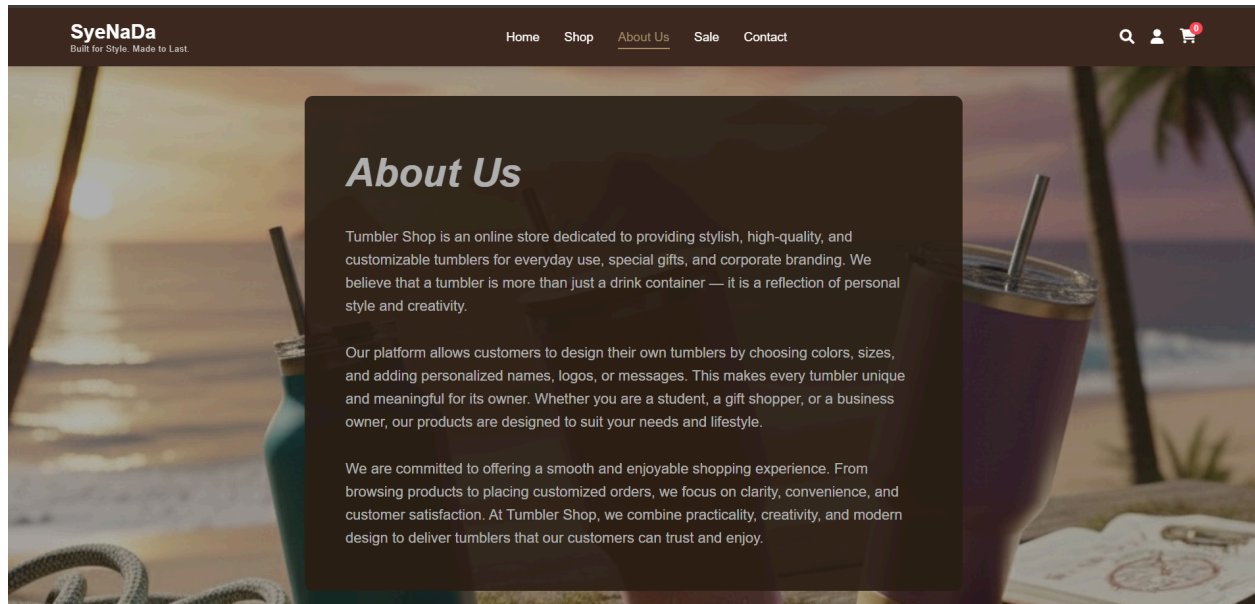 SyeNaDa
Built for Style. Made to Last.
Home Shop About Us Sale Contact
0
About Us
Tumbler Shop is an online store dedicated to providing stylish, high-quality, and
customizable tumblers for everyday use, special gifts, and corporate branding. We
believe that a tumbler is more than just a drink container — it is a reflection of personal
style and creativity.
Our platform allows customers to design their own tumblers by choosing colors, sizes,
and adding personalized names, logos, or messages. This makes every tumbler unique
and meaningful for its owner. Whether you are a student, a gift shopper, or a business
owner, our products are designed to suit your needs and lifestyle.
We are committed to offering a smooth and enjoyable shopping experience. From
browsing products to placing customized orders, we focus on clarity, convenience, and
customer satisfaction. At Tumbler Shop, we combine practicality, creativity, and modern
design to deliver tumblers that our customers can trust and enjoy.